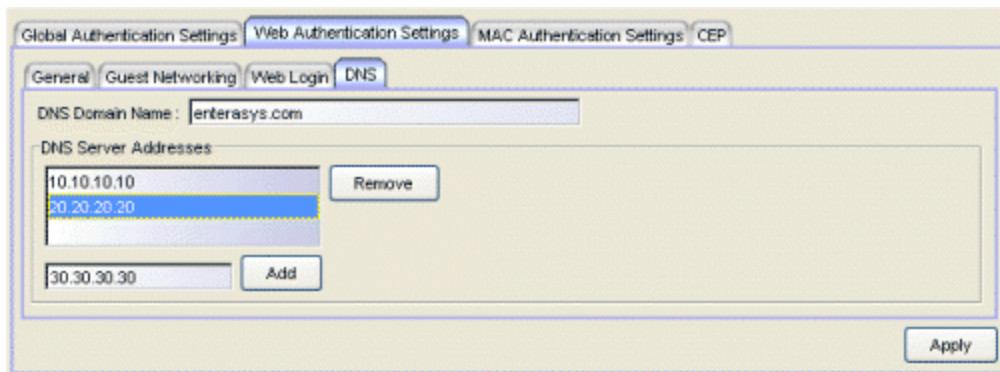 Global Authentication Settings Web Authentication Settings MAC Authentication Settings CEP
General Guest Networking Web Login DNS
DNS Domain Name : enterasys.com
DNS Server Addresses
10.10.10.10 Remove
20.20.20.20
30.30.30.30 Add
Apply